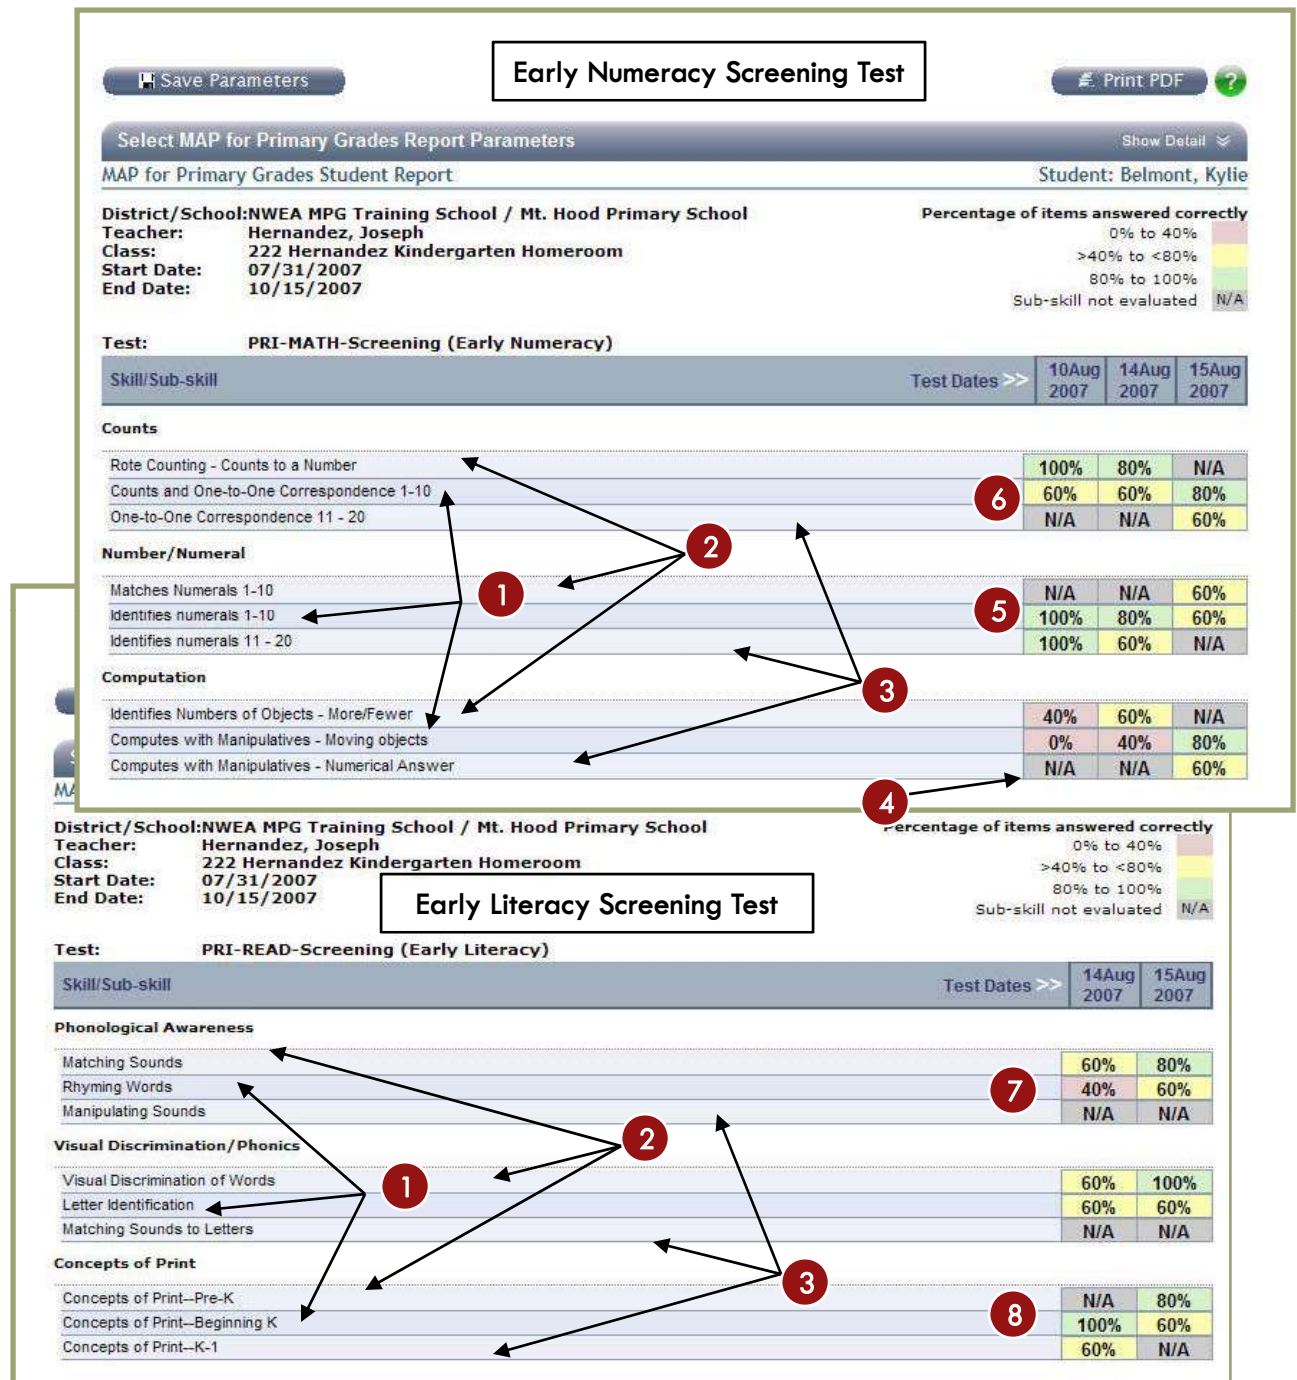 Early Numeracy Screening Test
Save Parameters
Print PDF ?
Select MAP for Primary Grades Report Parameters Show Detail
MAP for Primary Grades Student Report Student: Belmont, Kylie
District/School:NWEA MPG Training School / Mt. Hood Primary School Percentage of items answered correctly
Teacher: Hernandez, Joseph 0% to 40%
Class: 222 Hernandez Kindergarten Homeroom >40% to <80%
Start Date: 07/31/2007 80% to 100%
End Date: 10/15/2007 Sub-skill not evaluated N/A
Test: PRI-MATH-Screening (Early Numeracy)
Skill/Sub-skill Test Dates >> 10Aug 2007 14Aug 2007 15Aug 2007
Counts
Rote Counting - Counts to a Number 100% 80% N/A
Counts and One-to-One Correspondence 1-10 6 60% 60% 80%
One-to-One Correspondence 11 - 20 N/A N/A 60%
2
Number/Numeral
Matches Numerals 1-10 1 N/A N/A 60%
Identifies numerals 1-10 5 100% 80% 60%
Identifies numerals 11 - 20 100% 60% N/A
Computation 3
Identifies Numbers of Objects - More/Fewer 40% 60% N/A
Computes with Manipulatives - Moving objects 0% 40% 80%
Computes with Manipulatives - Numerical Answer N/A N/A 60%
4
District/School:NWEA MPG Training School / Mt. Hood Primary School Percentage of items answered correctly
Teacher: Hernandez, Joseph 0% to 40%
Class: 222 Hernandez Kindergarten Homeroom >40% to <80%
Start Date: 07/31/2007 80% to 100%
End Date: 10/15/2007 Sub-skill not evaluated N/A
Early Literacy Screening Test
Test: PRI-READ-Screening (Early Literacy)
Skill/Sub-skill Test Dates >> 14Aug 2007 15Aug 2007
Phonological Awareness
Matching Sounds 60% 80%
Rhyming Words 7 40% 60%
Manipulating Sounds N/A N/A
2
Visual Discrimination/Phonics
Visual Discrimination of Words 1 60% 100%
Letter Identification 60% 60%
Matching Sounds to Letters N/A N/A
Concepts of Print
3
Concepts of Print--Pre-K N/A 80%
Concepts of Print--Beginning K 8 100% 60%
Concepts of Print--K-1 60% N/A